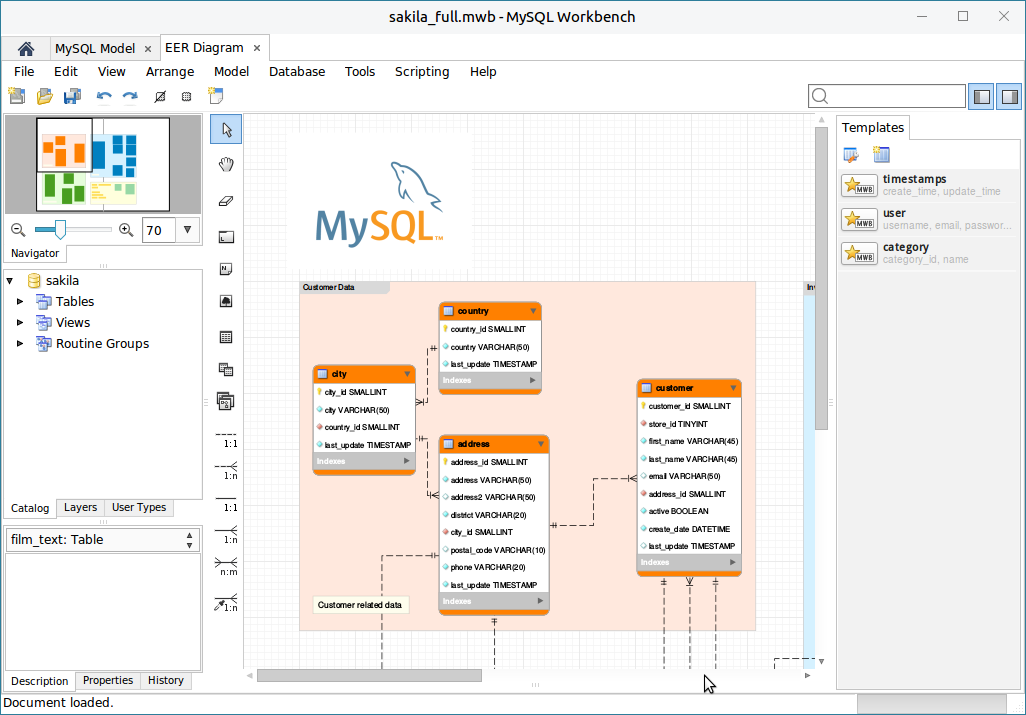 sakila_full.mwb - MySQL Workbench
MySQL Model × EER Diagram ×
File Edit View Arrange Model Database Tools Scripting Help
70
Navigator
sakila
Tables
Views
Routine Groups
Catalog Layers User Types
film_text: Table
Description Properties History
Document loaded.
1:1
1:n
1:1
1:n
n:m
1:n
MySQL™
Customer Data
country
country_id SMALLINT
country VARCHAR(50)
last_update TIMESTAMP
Indexes
city
city_id SMALLINT
city VARCHAR(50)
country_id SMALLINT
last_update TIMESTAMP
Indexes
address
address_id SMALLINT
address VARCHAR(50)
address2 VARCHAR(50)
district VARCHAR(20)
city_id SMALLINT
postal_code VARCHAR(10)
phone VARCHAR(20)
last_update TIMESTAMP
Indexes
Customer related data
customer
customer_id SMALLINT
store_id TINYINT
first_name VARCHAR(45)
last_name VARCHAR(45)
email VARCHAR(50)
address_id SMALLINT
active BOOLEAN
create_date DATETIME
last_update TIMESTAMP
Indexes
Templates
MWB timestamps
create_time, update_time
MWB user
username, email, passwor...
MWB category
category_id, name